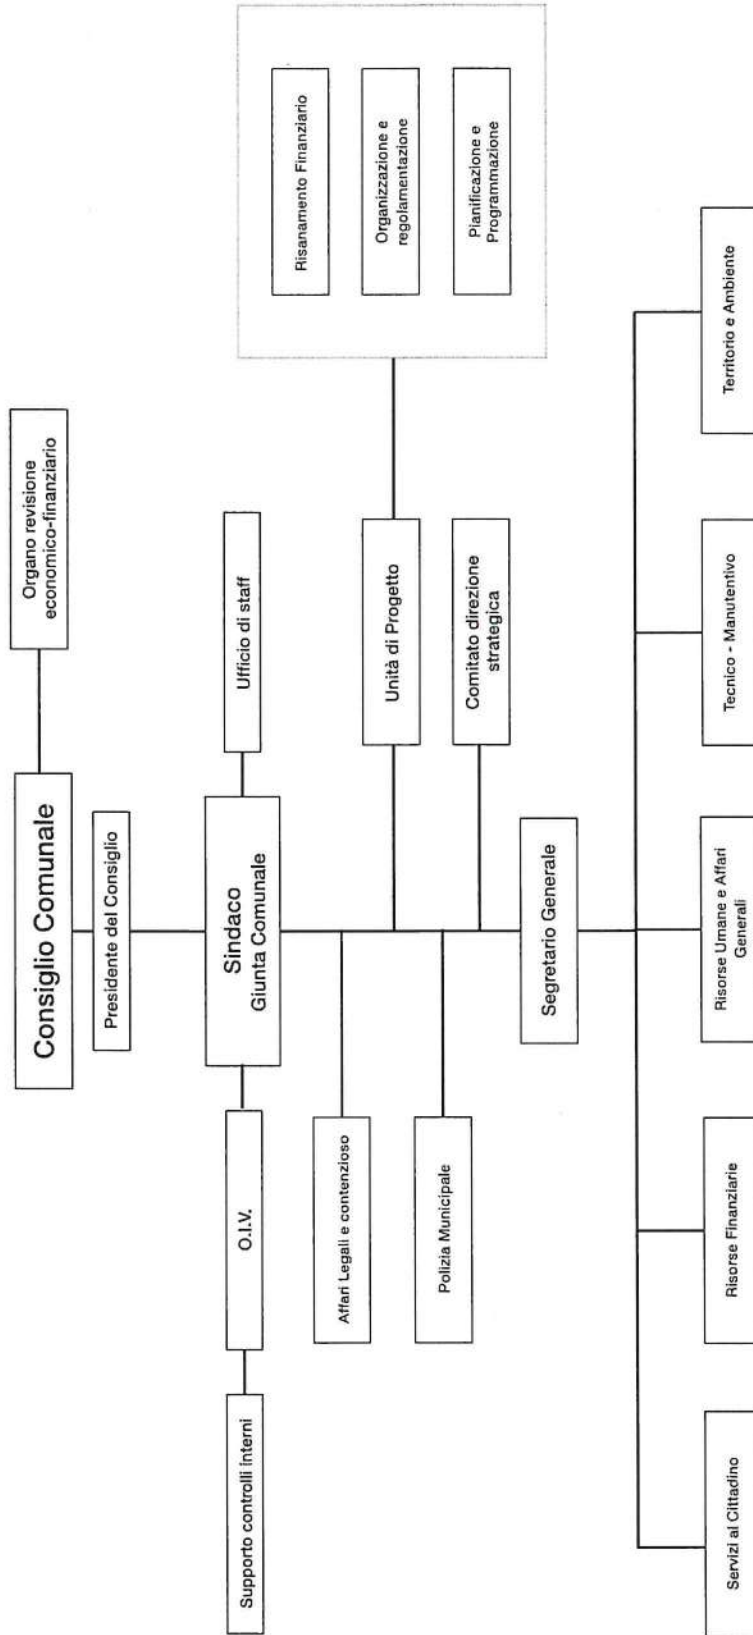 Consiglio Comunale
Organo revisione
economico-finanziario
Presidente del Consiglio
Supporto controlli interni
O.I.V.
Sindaco
Giunta Comunale
Ufficio di staff
Affari Legali e contenzioso
Unità di Progetto
Risanamento Finanziario
Organizzazione e
regolamentazione
Pianificazione e
Programmazione
Polizia Municipale
Comitato direzione
strategica
Segretario Generale
Servizi al Cittadino
Risorse Finanziarie
Risorse Umane e Affari
Generali
Tecnico - Manutentivo
Territorio e Ambiente